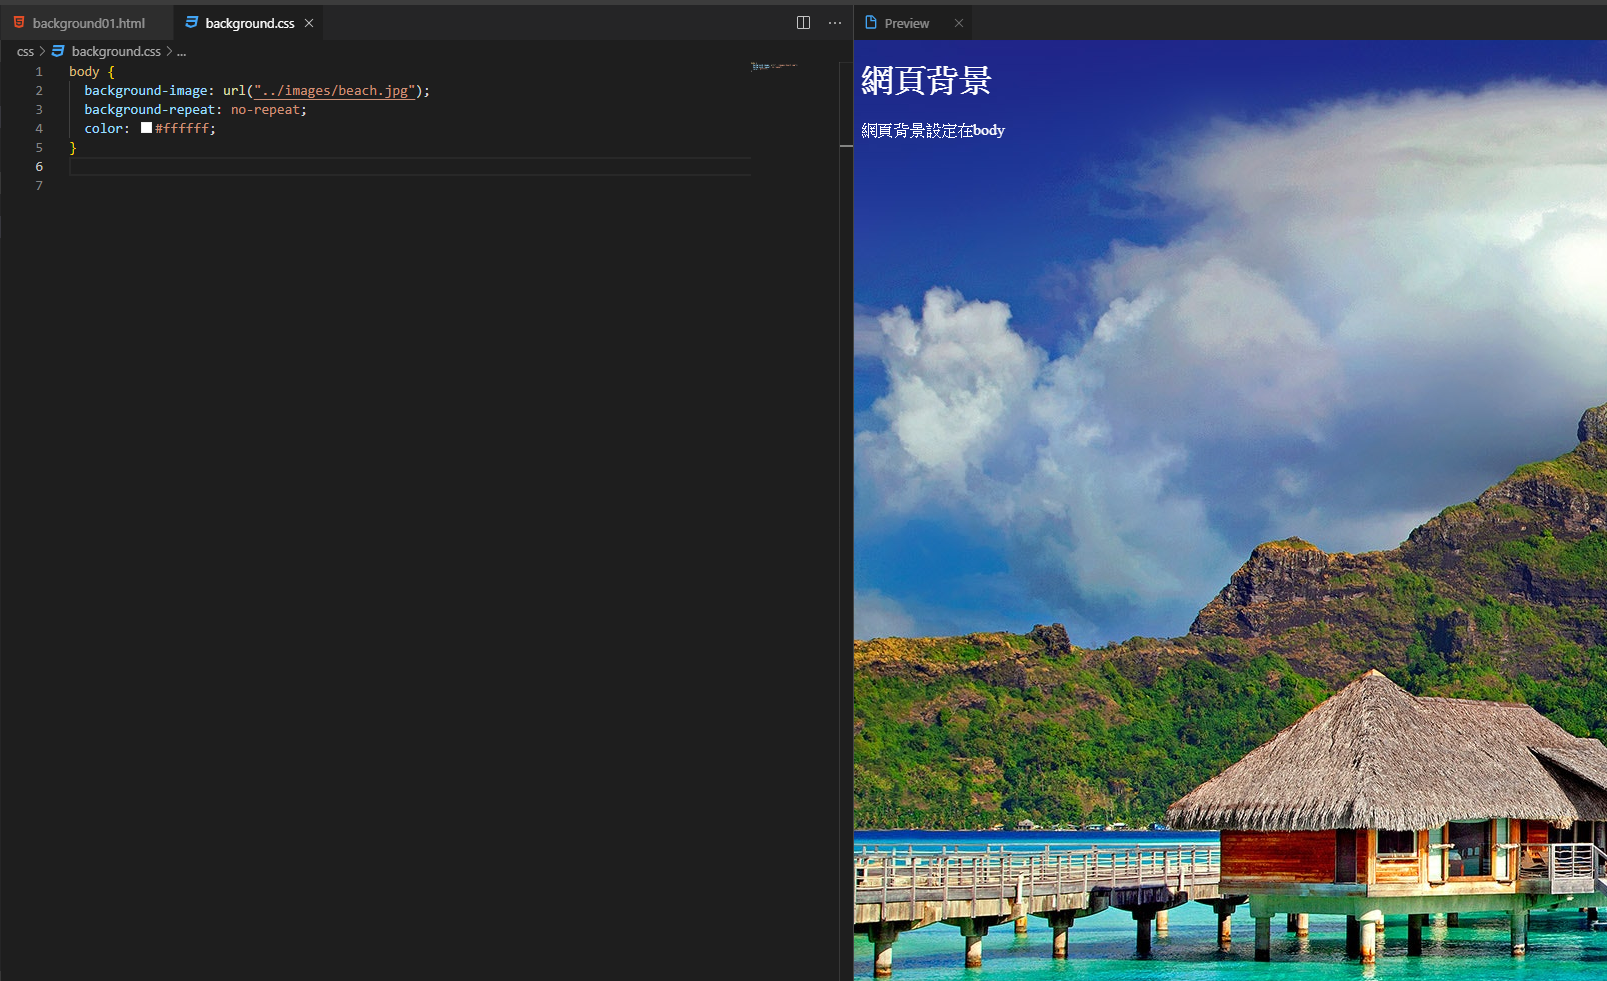 background01.html
background.css
Preview
css > background.css > ...
1 body {
2 background-image: url("../images/beach.jpg");
3 background-repeat: no-repeat;
4 color: #ffffff;
5 }
6
7
網頁背景
網頁背景設定在body